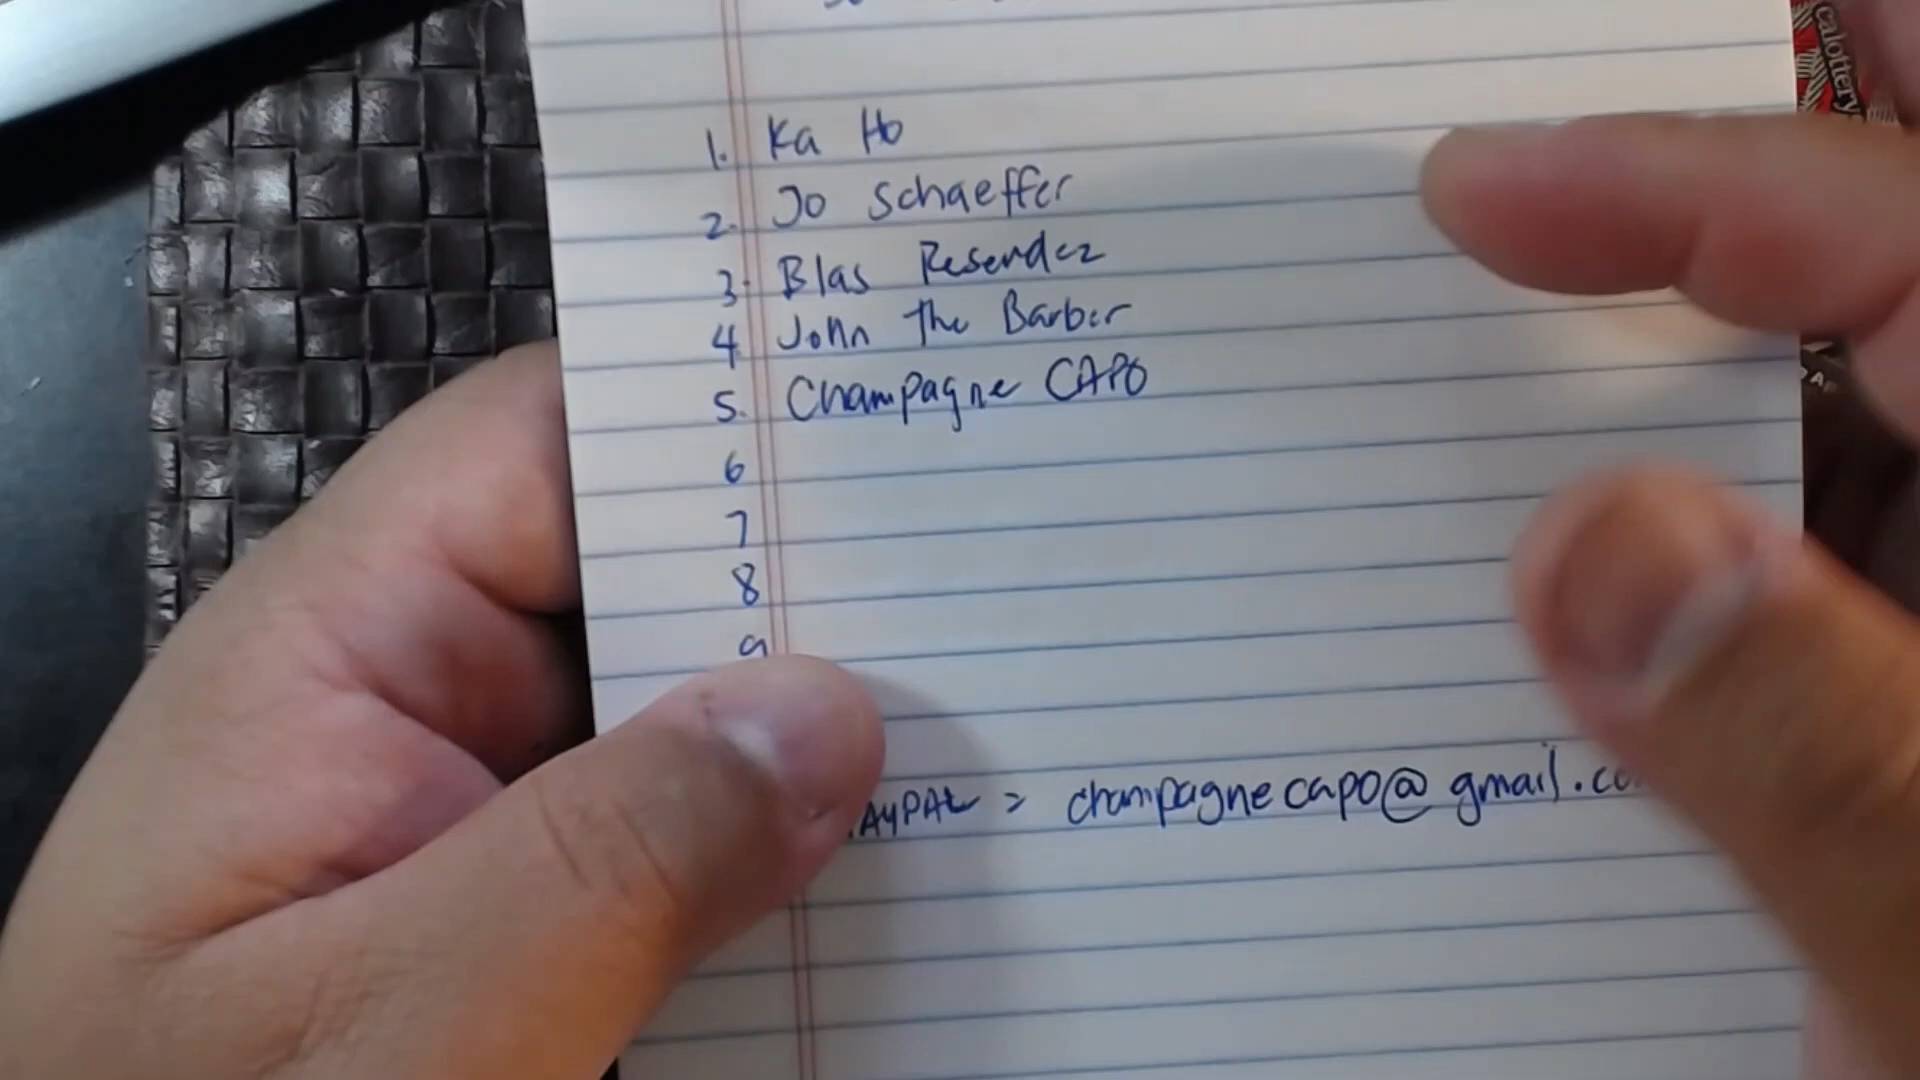 1. Ka Ho
2. Jo Schaeffer
3. Blas Resendez
4 John The Barber
5. Champagne CAPO
6
7
8
9
= champagnecapo@gmail.co
calottery